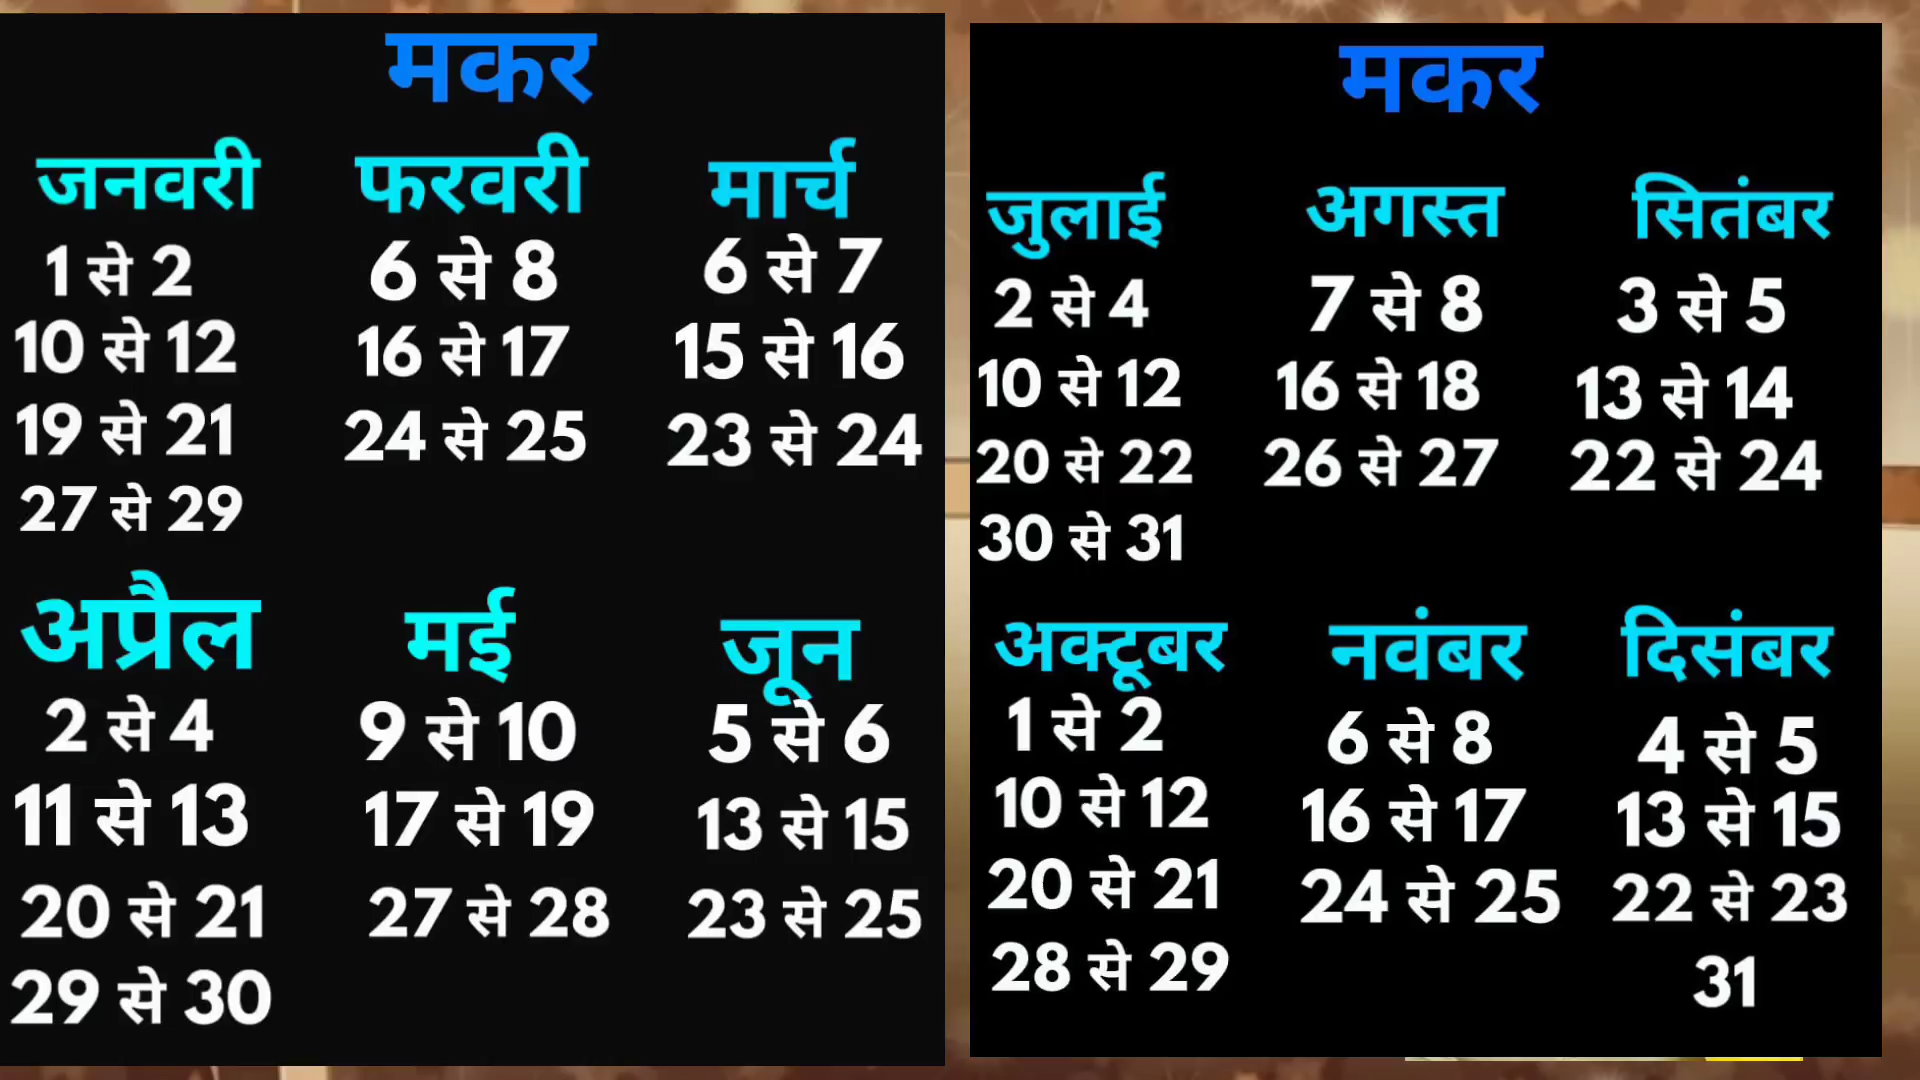 मकर
जनवरी
1 से 2
10 से 12
19 से 21
27 से 29
फरवरी
6 से 8
16 से 17
24 से 25
मार्च
6 से 7
15 से 16
23 से 24
अप्रैल
2 से 4
11 से 13
20 से 21
29 से 30
मई
9 से 10
17 से 19
27 से 28
जून
5 से 6
13 से 15
23 से 25
मकर
जुलाई
2 से 4
10 से 12
20 से 22
30 से 31
अगस्त
7 से 8
16 से 18
26 से 27
सितंबर
3 से 5
13 से 14
22 से 24
अक्टूबर
1 से 2
10 से 12
20 से 21
28 से 29
नवंबर
6 से 8
16 से 17
24 से 25
दिसंबर
4 से 5
13 से 15
22 से 23
31